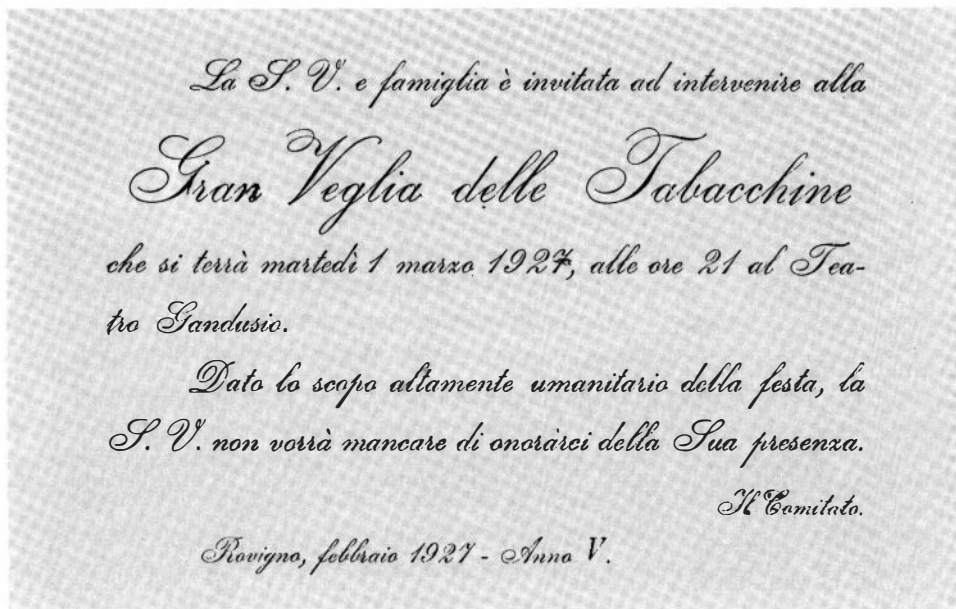 La S. V. e famiglia è invitata ad intervenire alla
Gran Veglia delle Tabacchine
che si terrà martedì 1 marzo 1927, alle ore 21 al Tea-
tro Gandusio.
Dato lo scopo altamente umanitario della festa, la
S. V. non vorrà mancare di onorarci della Sua presenza.
Il Comitato.
Rovigno, febbraio 1927 - Anno V.